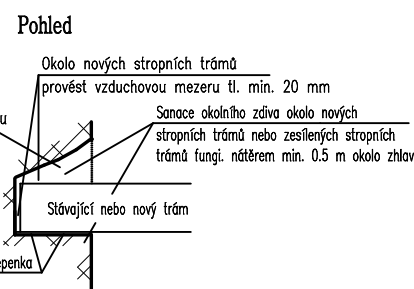 Pohled
Okolo nových stropních trámů
provést vzduchovou mezeru tl. min. 20 mm
Sanace okolního zdiva okolo nových
stropních trámů nebo zesílených stropních
trámů fungi. nátěrem min. 0.5 m okolo zhlav
Stávající nebo nový trám
epenka